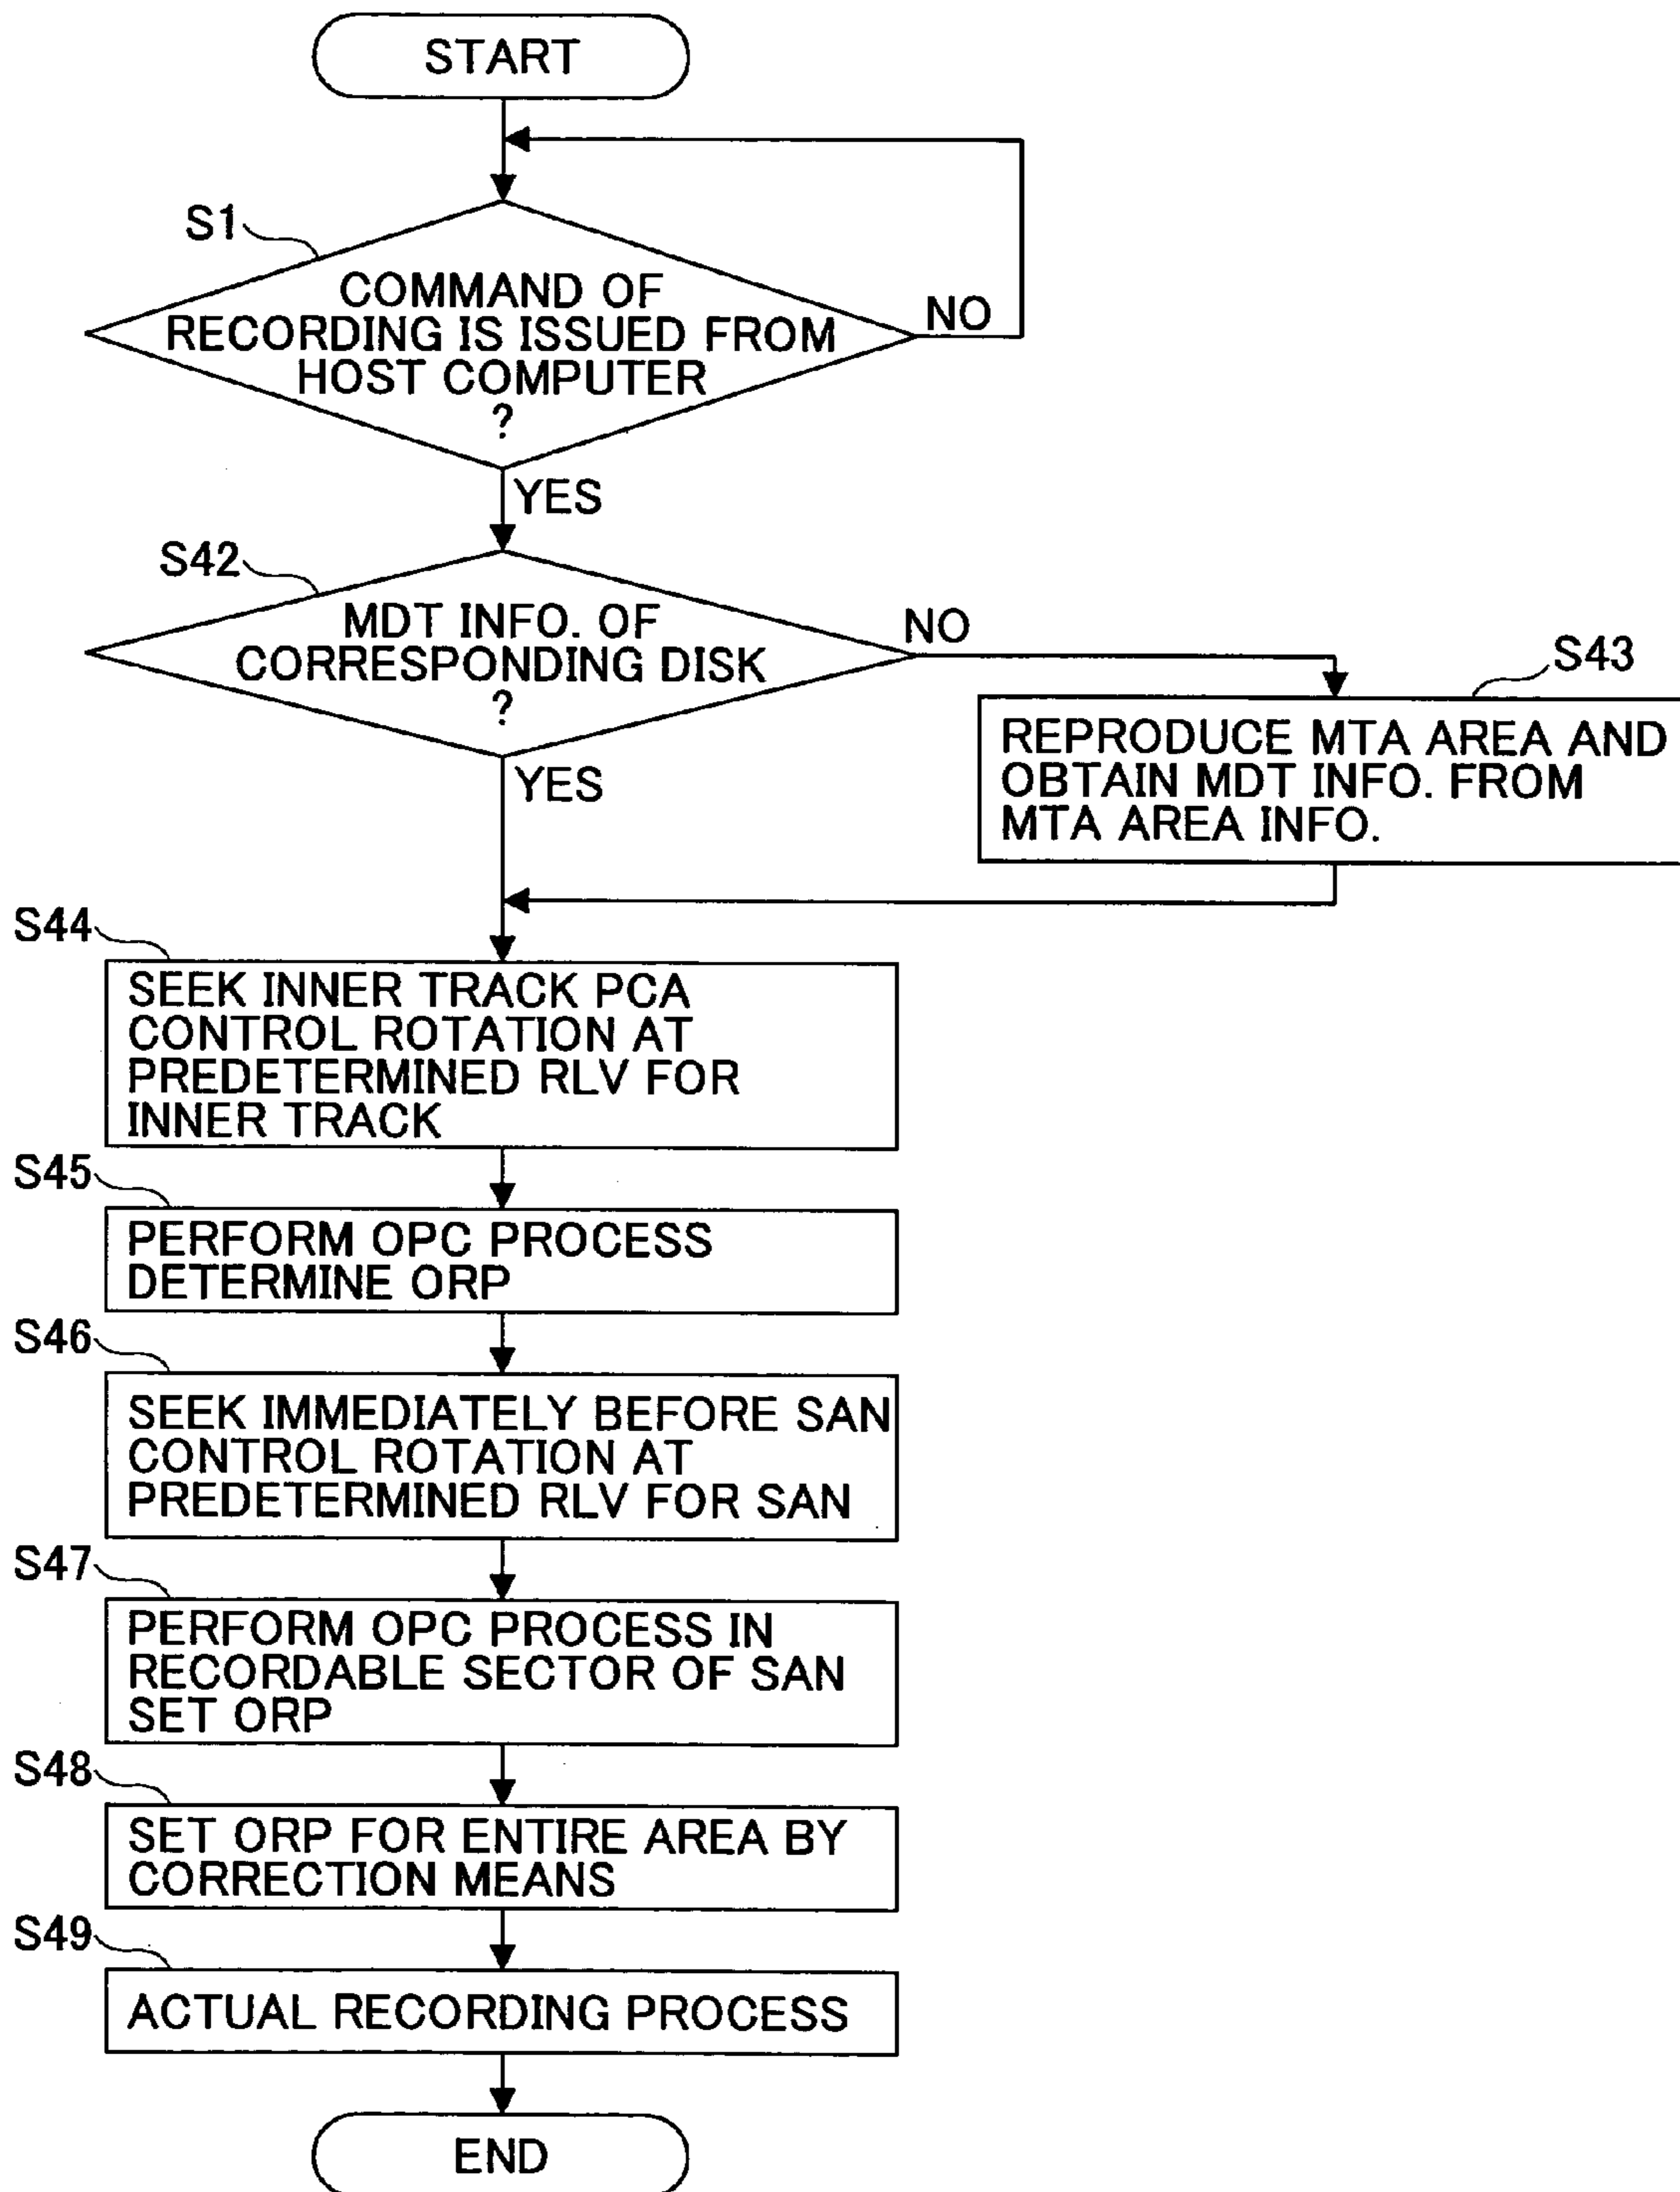 START
S1
COMMAND OF
RECORDING IS ISSUED FROM
HOST COMPUTER
?
NO
YES
S42
MDT INFO. OF
CORRESPONDING DISK
?
NO
YES
S43
REPRODUCE MTA AREA AND
OBTAIN MDT INFO. FROM
MTA AREA INFO.
S44
SEEK INNER TRACK PCA
CONTROL ROTATION AT
PREDETERMINED RLV FOR
INNER TRACK
S45
PERFORM OPC PROCESS
DETERMINE ORP
S46
SEEK IMMEDIATELY BEFORE SAN
CONTROL ROTATION AT
PREDETERMINED RLV FOR SAN
S47
PERFORM OPC PROCESS IN
RECORDABLE SECTOR OF SAN
SET ORP
S48
SET ORP FOR ENTIRE AREA BY
CORRECTION MEANS
S49
ACTUAL RECORDING PROCESS
END